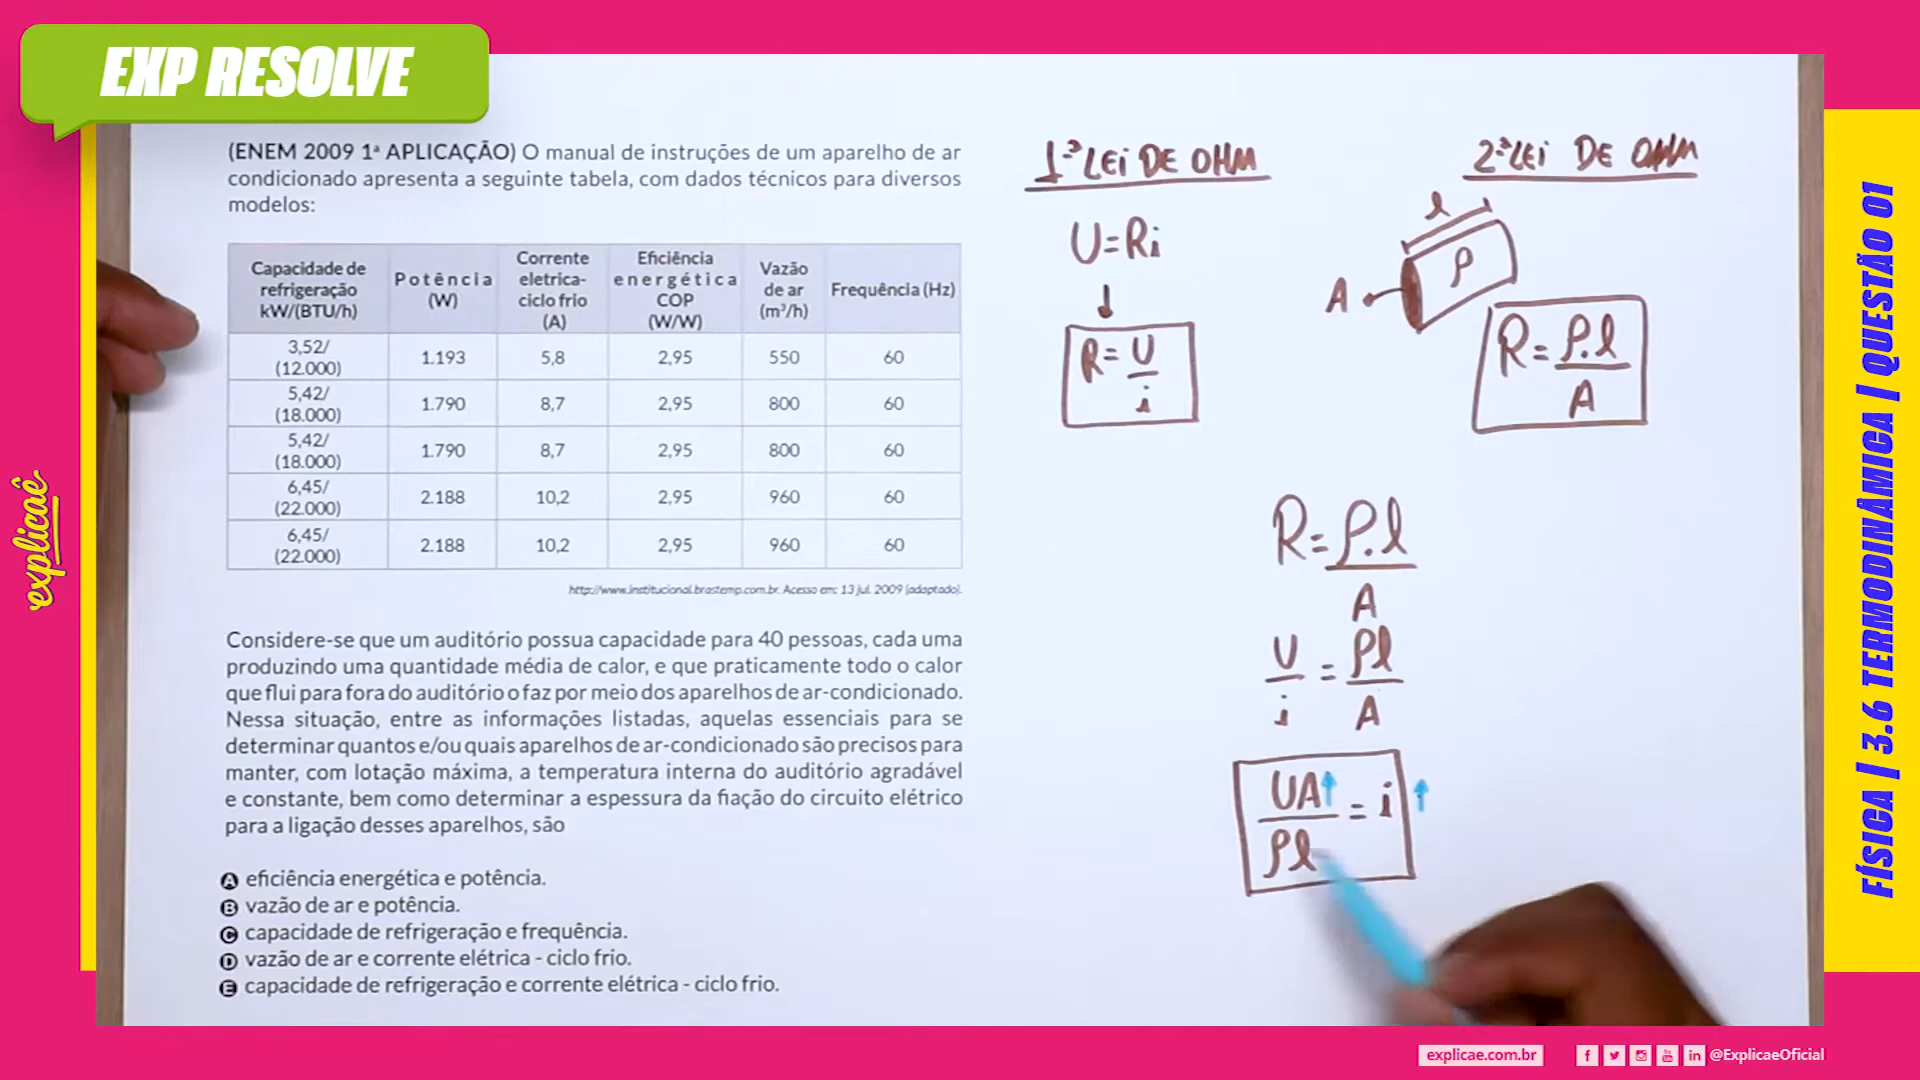 EXP RESOLVE
(ENEM 2009 1ª APLICAÇÃO) O manual de instruções de um aparelho de ar
condicionado apresenta a seguinte tabela, com dados técnicos para diversos
modelos:
Capacidade de refrigeração kW/(BTU/h) Potência (W) Corrente eletrica-ciclo frio (A) Eficiência energética COP (W/W) Vazão de ar (m³/h) Frequência (Hz)
3,52/ (12.000) 1.193 5,8 2,95 550 60
5,42/ (18.000) 1.790 8,7 2,95 800 60
5,42/ (18.000) 1.790 8,7 2,95 800 60
6,45/ (22.000) 2.188 10,2 2,95 960 60
6,45/ (22.000) 2.188 10,2 2,95 960 60
http://www.institucional.brastemp.com.br. Acesso em: 13 jul. 2009 (adaptado).
Considere-se que um auditório possua capacidade para 40 pessoas, cada uma
produzindo uma quantidade média de calor, e que praticamente todo o calor
que flui para fora do auditório o faz por meio dos aparelhos de ar-condicionado.
Nessa situação, entre as informações listadas, aquelas essenciais para se
determinar quantos e/ou quais aparelhos de ar-condicionado são precisos para
manter, com lotação máxima, a temperatura interna do auditório agradável
e constante, bem como determinar a espessura da fiação do circuito elétrico
para a ligação desses aparelhos, são
A eficiência energética e potência.
B vazão de ar e potência.
C capacidade de refrigeração e frequência.
D vazão de ar e corrente elétrica - ciclo frio.
E capacidade de refrigeração e corrente elétrica - ciclo frio.
1ª LEI DE OHM
U=Ri
↓
R= U/i
2ª LEI DE OHM
l
ρ
A
R= ρ.l/A
R= ρ.l/A
U/i = ρl/A
UA↑/ρl = i ↑
explicaê
FÍSICA | 3.6 TERMODINÂMICA | QUESTÃO 01
explicae.com.br
@ExplicaeOficial